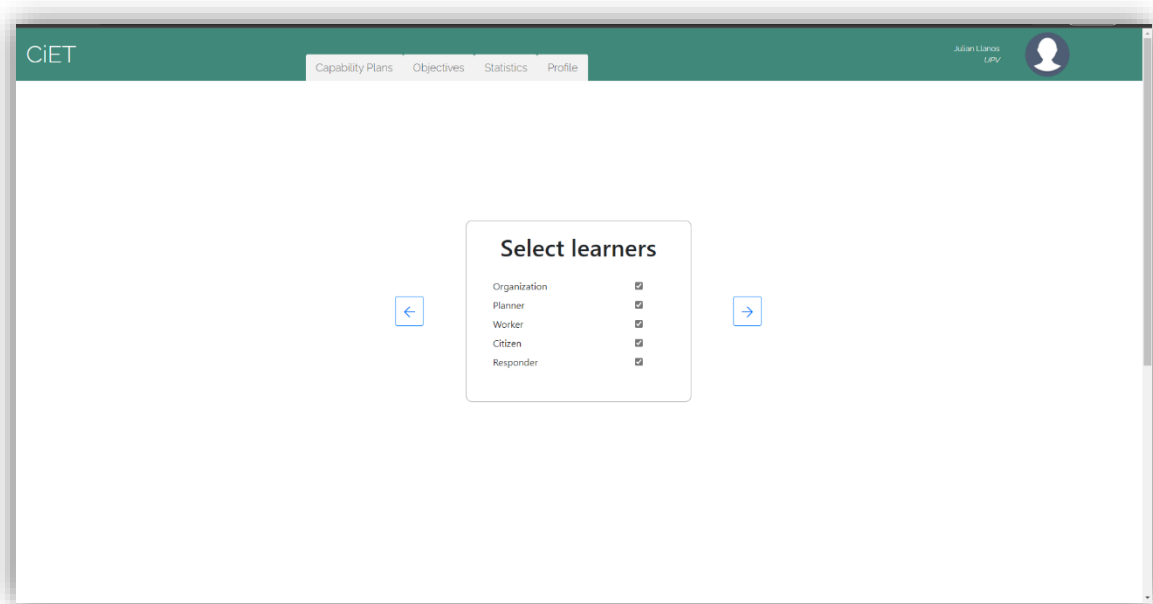 CiET
Capability Plans Objectives Statistics Profile
Julian Llanos
UPV
Select learners
Organization
Planner
Worker
Citizen
Responder